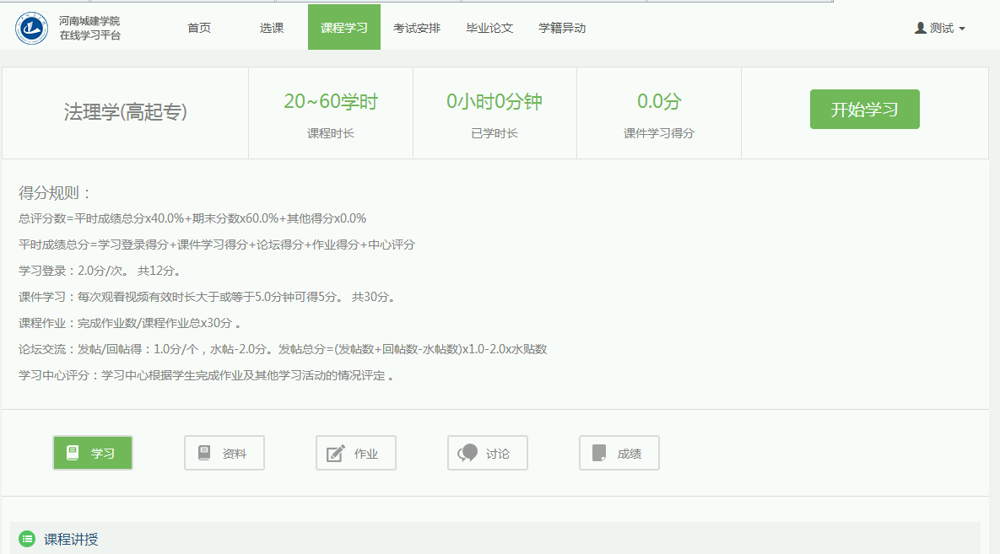 河南城建学院
在线学习平台
首页
选课
课程学习
考试安排
毕业论文
学籍异动
测试
法理学(高起专)
20~60学时
课程时长
0小时0分钟
已学时长
0.0分
课件学习得分
开始学习
得分规则：
总评分数=平时成绩总分x40.0%+期末分数x60.0%+其他得分x0.0%
平时成绩总分=学习登录得分+课件学习得分+论坛得分+作业得分+中心评分
学习登录：2.0分/次。 共12分。
课件学习：每次观看视频有效时长大于或等于5.0分钟可得5分。 共30分。
课程作业：完成作业数/课程作业总x30分 。
论坛交流：发帖/回帖得：1.0分/个，水帖-2.0分。发帖总分=(发帖数+回帖数-水帖数)x1.0-2.0x水贴数
学习中心评分：学习中心根据学生完成作业及其他学习活动的情况评定 。
学习
资料
作业
讨论
成绩
课程讲授